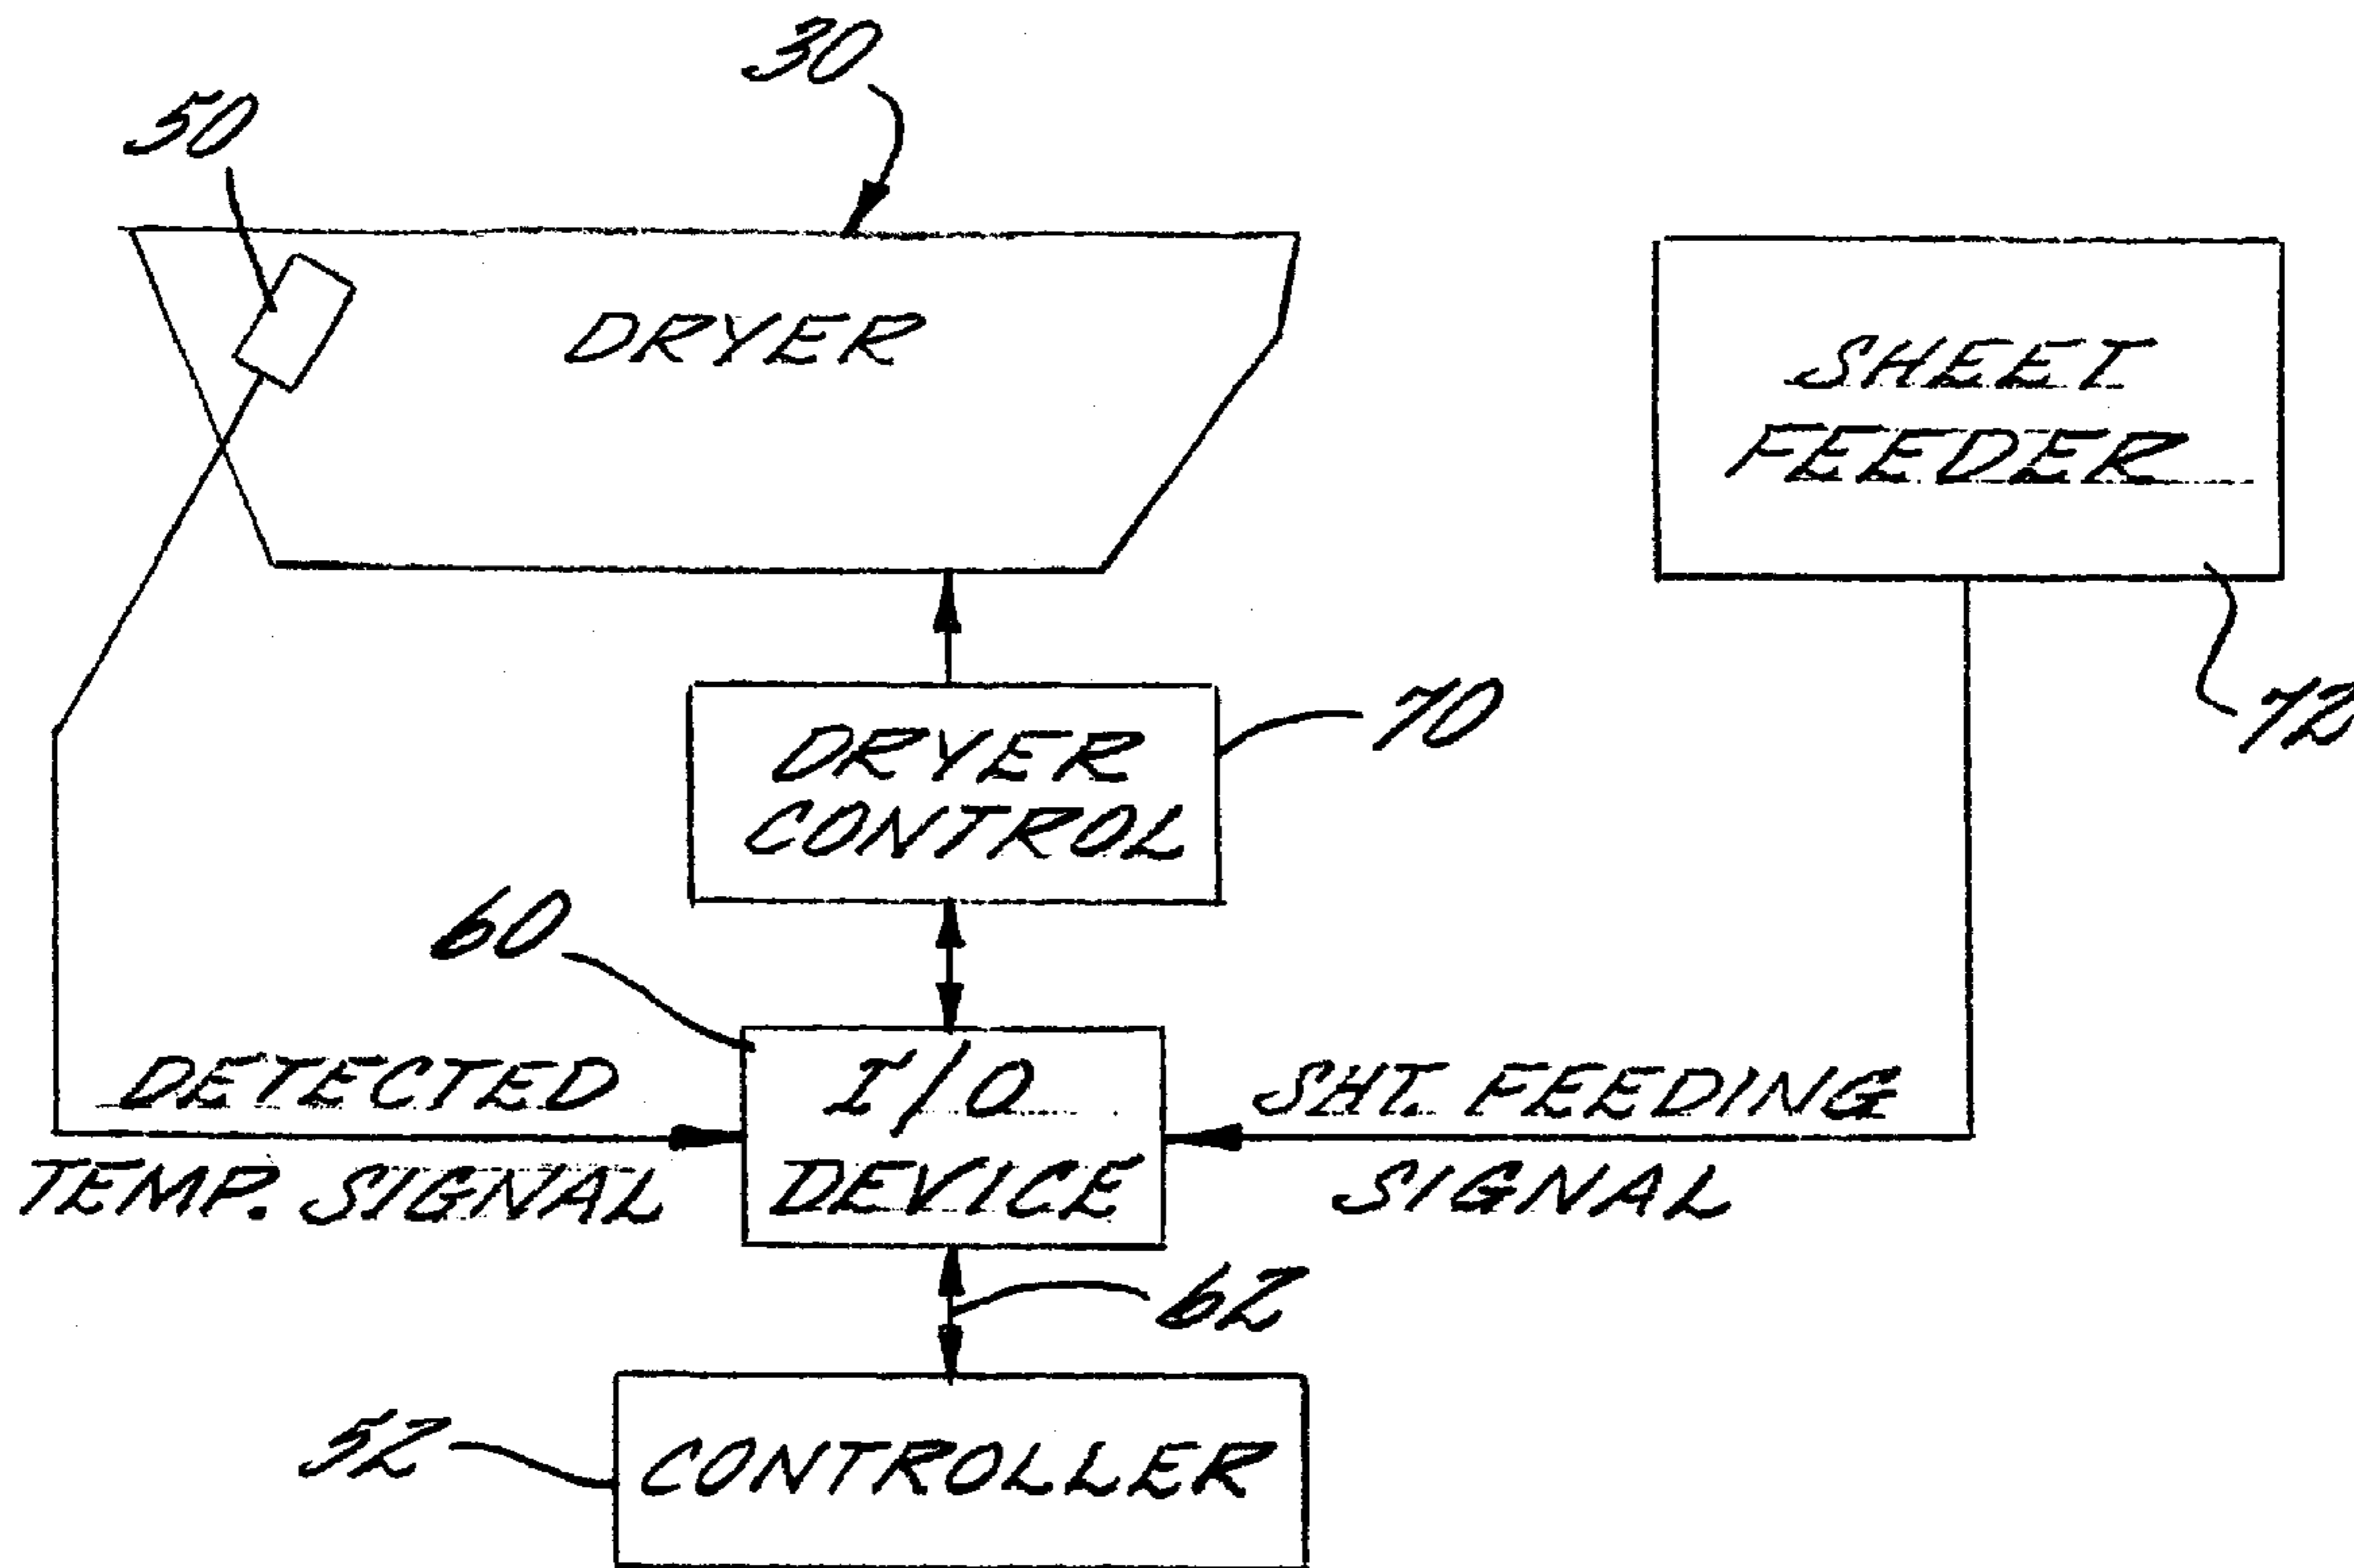 30
50
DRYER
SHEET
FEEDER
70
72
DRYER
CONTROL
60
DETECTED
TEMP. SIGNAL
I/O
DEVICE
SHT. FEEDING
SIGNAL
62
52
CONTROLLER